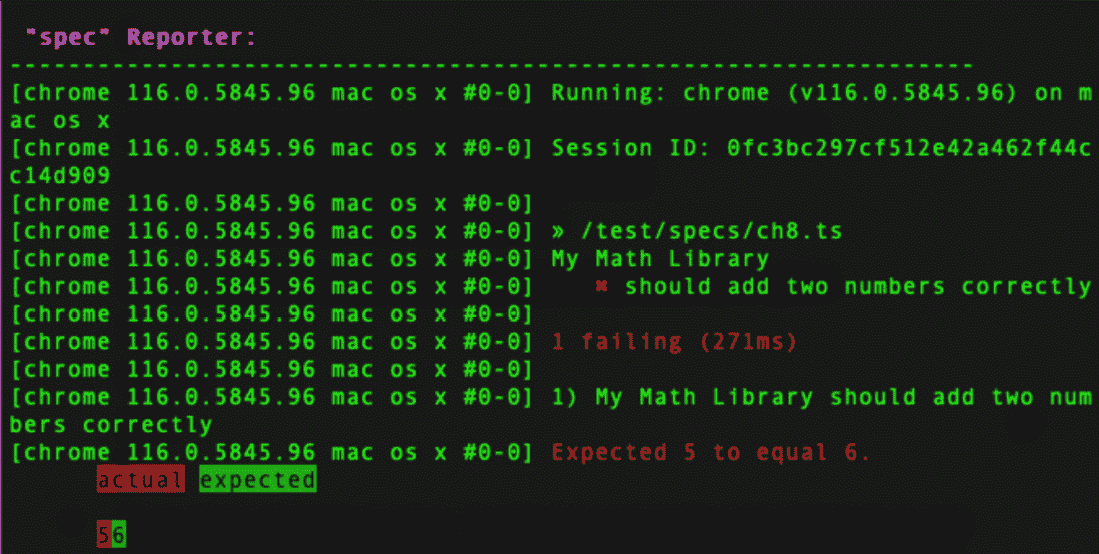 "spec" Reporter:
------------------------------------------------------------------
[chrome 116.0.5845.96 mac os x #0-0] Running: chrome (v116.0.5845.96) on m
ac os x
[chrome 116.0.5845.96 mac os x #0-0] Session ID: 0fc3bc297cf512e42a462f44c
c14d909
[chrome 116.0.5845.96 mac os x #0-0]
[chrome 116.0.5845.96 mac os x #0-0] » /test/specs/ch8.ts
[chrome 116.0.5845.96 mac os x #0-0] My Math Library
[chrome 116.0.5845.96 mac os x #0-0]    ✖ should add two numbers correctly
[chrome 116.0.5845.96 mac os x #0-0]
[chrome 116.0.5845.96 mac os x #0-0] 1 failing (271ms)
[chrome 116.0.5845.96 mac os x #0-0]
[chrome 116.0.5845.96 mac os x #0-0] 1) My Math Library should add two num
bers correctly
[chrome 116.0.5845.96 mac os x #0-0] Expected 5 to equal 6.
actual expected
56